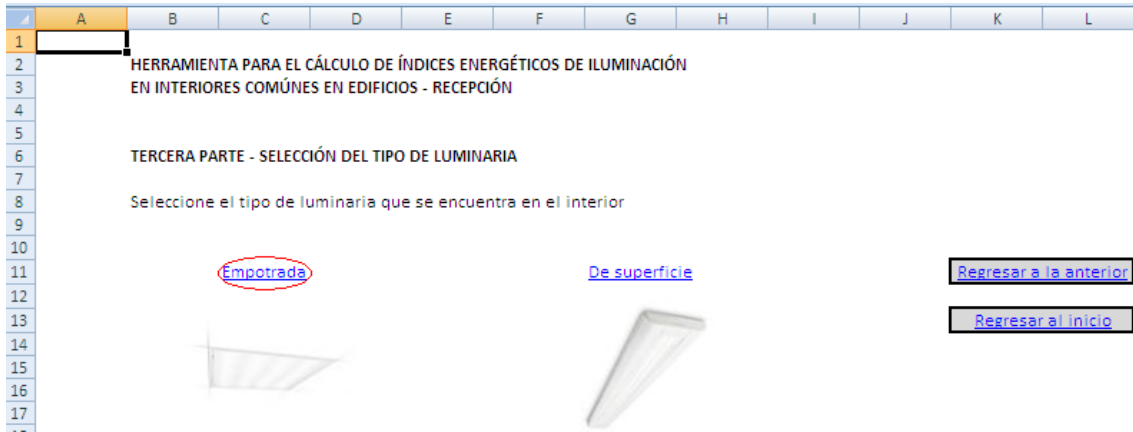 A B C D E F G H I J K L
1
2 HERRAMIENTA PARA EL CÁLCULO DE ÍNDICES ENERGÉTICOS DE ILUMINACIÓN
3 EN INTERIORES COMÚNES EN EDIFICIOS - RECEPCIÓN
4
5
6 TERCERA PARTE - SELECCIÓN DEL TIPO DE LUMINARIA
7
8 Seleccione el tipo de luminaria que se encuentra en el interior
9
10
11 Empotrada De superficie Regresar a la anterior
12
13 Regresar al inicio
14
15
16
17